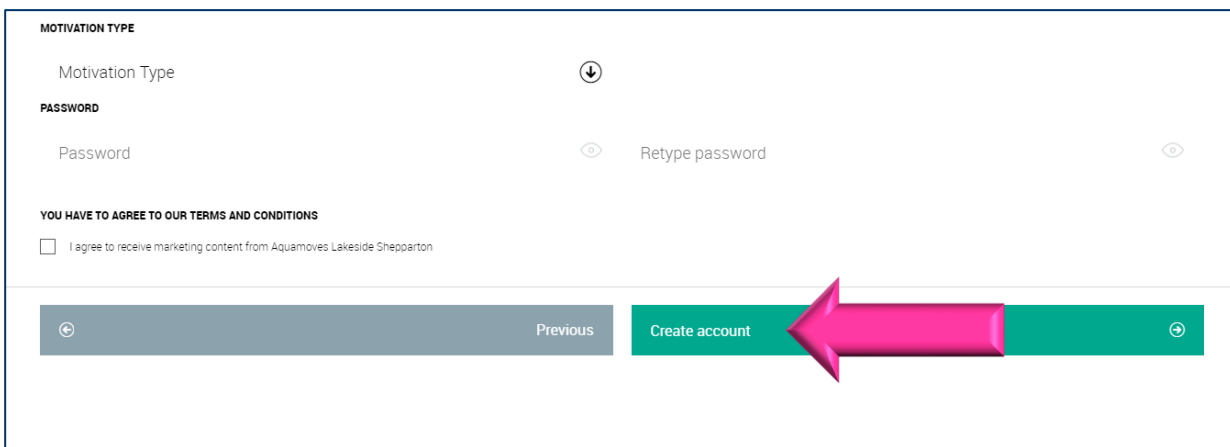 MOTIVATION TYPE
Motivation Type
PASSWORD
Password
Retype password
YOU HAVE TO AGREE TO OUR TERMS AND CONDITIONS
I agree to receive marketing content from Aquamoves Lakeside Shepparton
Previous
Create account